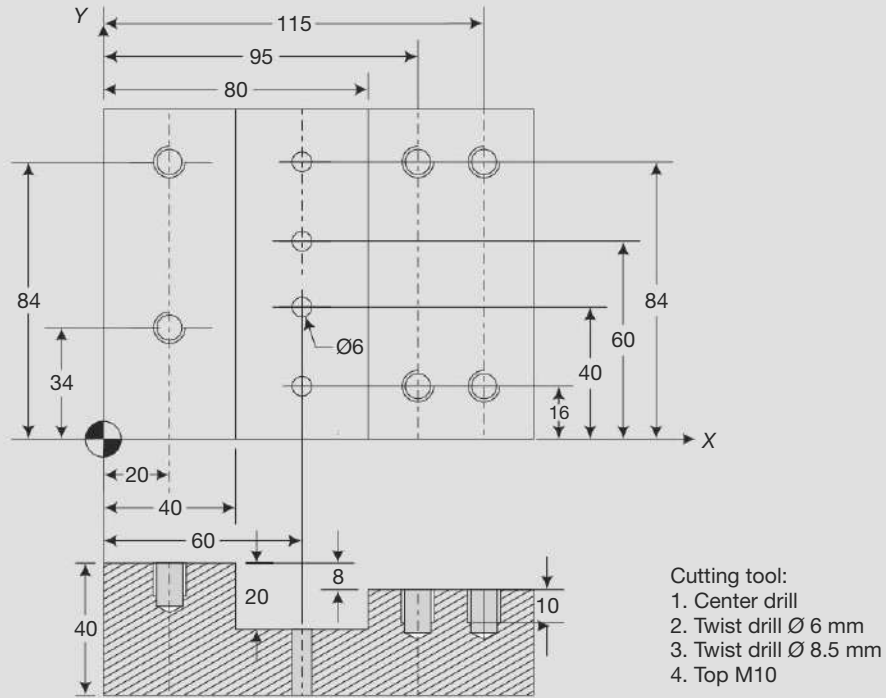 Y
115
95
80
84
34
Ø6
84
60
40
16
X
20
40
60
40
20
8
10
Cutting tool:
1. Center drill
2. Twist drill Ø 6 mm
3. Twist drill Ø 8.5 mm
4. Top M10